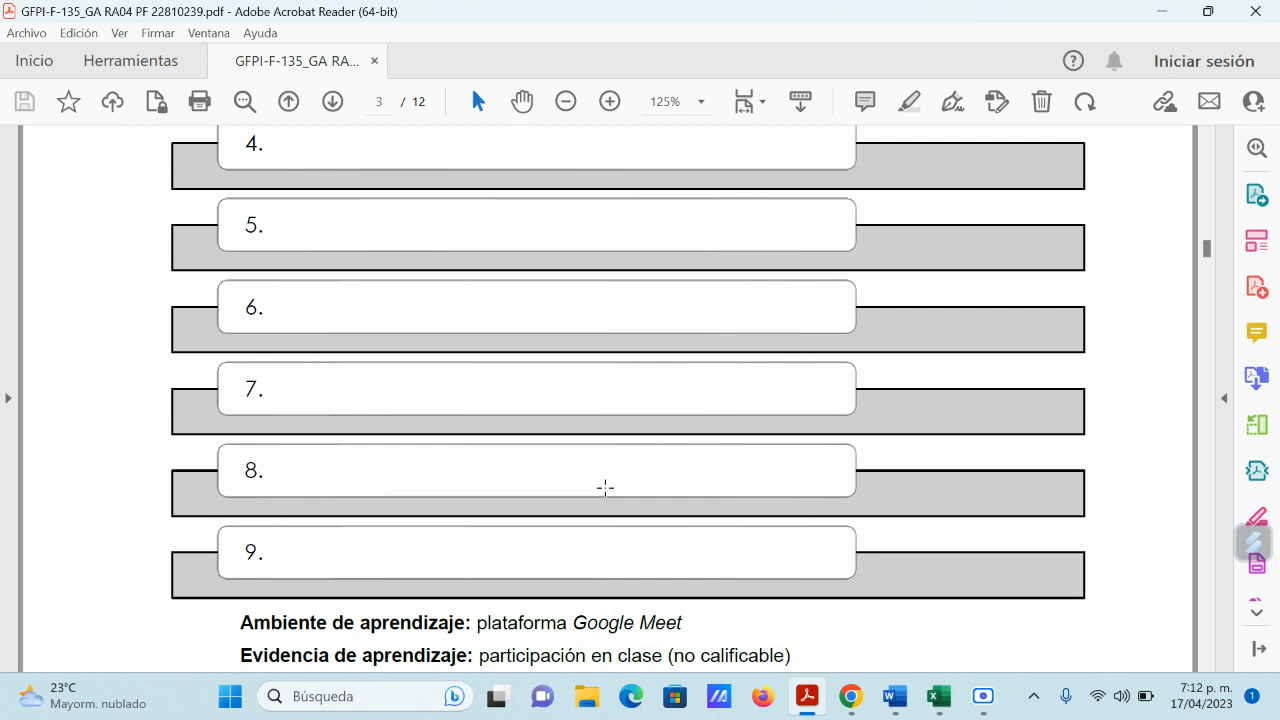 GFPI-F-135_GA RA04 PF 22810239.pdf - Adobe Acrobat Reader (64-bit)
Archivo Edición Ver Firmar Ventana Ayuda
Inicio Herramientas GFPI-F-135_GA RA... × Iniciar sesión
3 / 12 125%
4.
5.
6.
7.
8.
9.
Ambiente de aprendizaje: plataforma Google Meet
Evidencia de aprendizaje: participación en clase (no calificable)
23°C
Mayorm. nublado
Búsqueda
7:12 p. m.
17/04/2023
1